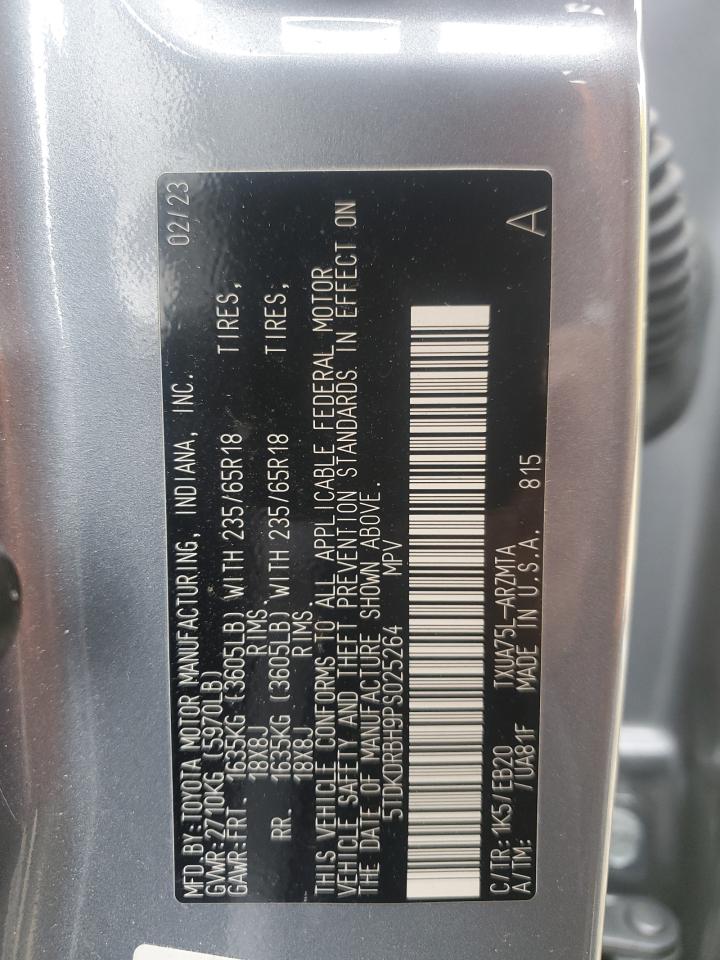 MFD BY:TOYOTA MOTOR MANUFACTURING, INDIANA, INC. 02/23
GVWR:2710KG (5970LB)
GAWR:FRT. 1635KG (3605LB) WITH 235/65R18 TIRES,
18X8J RIMS
RR. 1635KG (3605LB) WITH 235/65R18 TIRES,
18X8J RIMS.
THIS VEHICLE CONFORMS TO ALL APPLICABLE FEDERAL MOTOR
VEHICLE SAFETY AND THEFT PREVENTION STANDARDS IN EFFECT ON
THE DATE OF MANUFACTURE SHOWN ABOVE.
MPV
C/TR:1K5/EB20 TXUA75L-ARZMTA
A/TM: /UA81F MADE IN U.S.A. 815 A